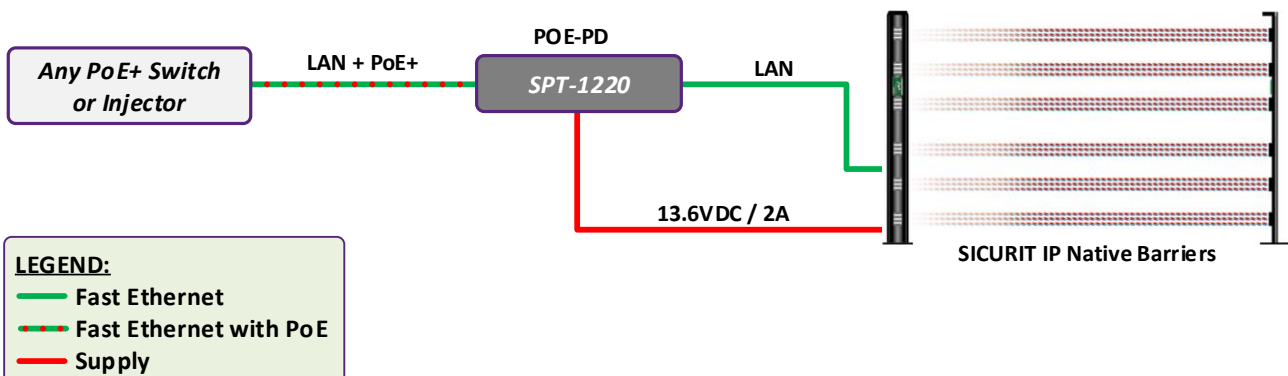 POE-PD
Any PoE+ Switch
or Injector
LAN + PoE+
SPT-1220
LAN
13.6VDC / 2A
SICURIT IP Native Barriers
LEGEND:
Fast Ethernet
Fast Ethernet with PoE
Supply